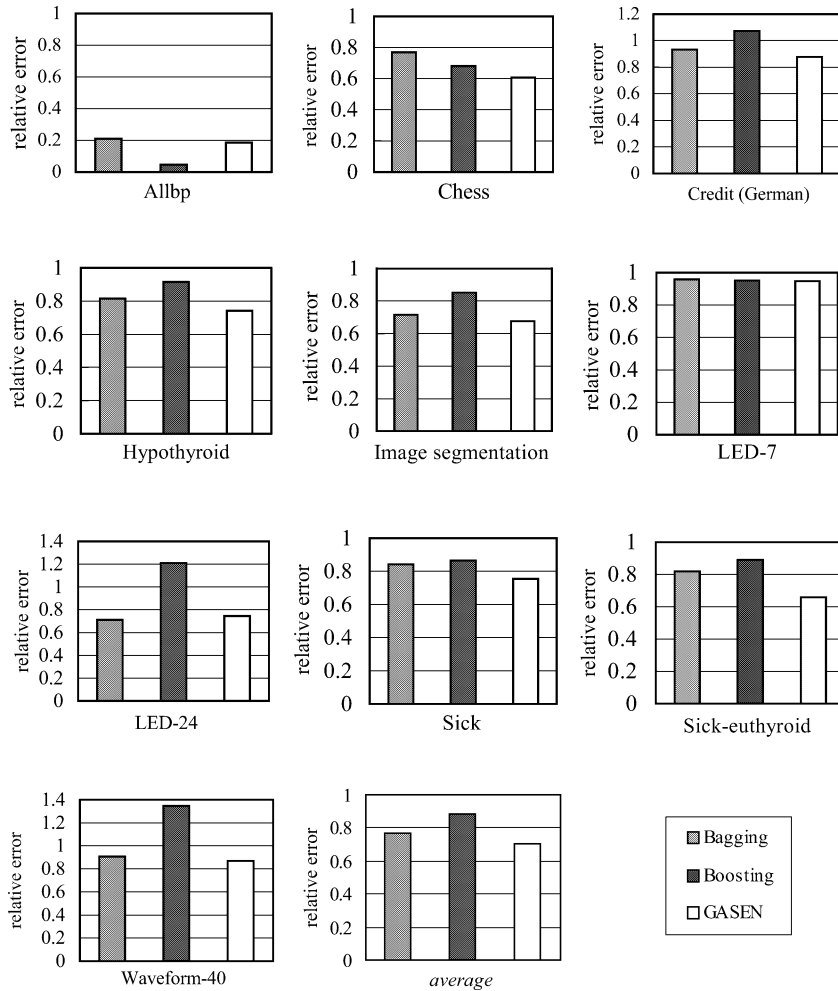 relative error
1
0.8
0.6
0.4
0.2
0
Allbp
relative error
1
0.8
0.6
0.4
0.2
0
Chess
relative error
1.2
1
0.8
0.6
0.4
0.2
0
Credit (German)
relative error
1
0.8
0.6
0.4
0.2
0
Hypothyroid
relative error
1
0.8
0.6
0.4
0.2
0
Image segmentation
relative error
1
0.8
0.6
0.4
0.2
0
LED-7
relative error
1.4
1.2
1
0.8
0.6
0.4
0.2
0
LED-24
relative error
1
0.8
0.6
0.4
0.2
0
Sick
relative error
1
0.8
0.6
0.4
0.2
0
Sick-euthyroid
relative error
1.4
1.2
1
0.8
0.6
0.4
0.2
0
Waveform-40
relative error
1
0.8
0.6
0.4
0.2
0
average
Bagging
Boosting
GASEN